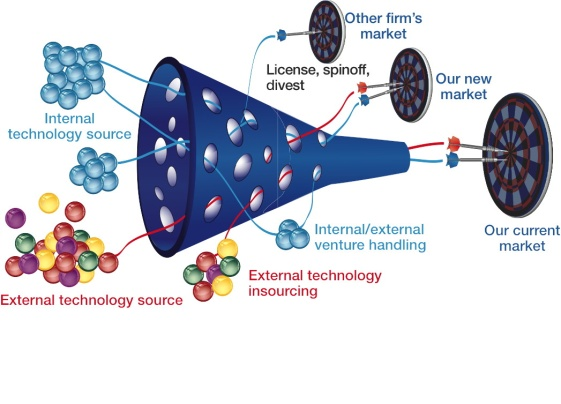 Other firm's
market
License, spinoff,
divest
Our new
market
Internal
technology source
Internal/external
venture handling
Our current
market
External technology
insourcing
External technology source